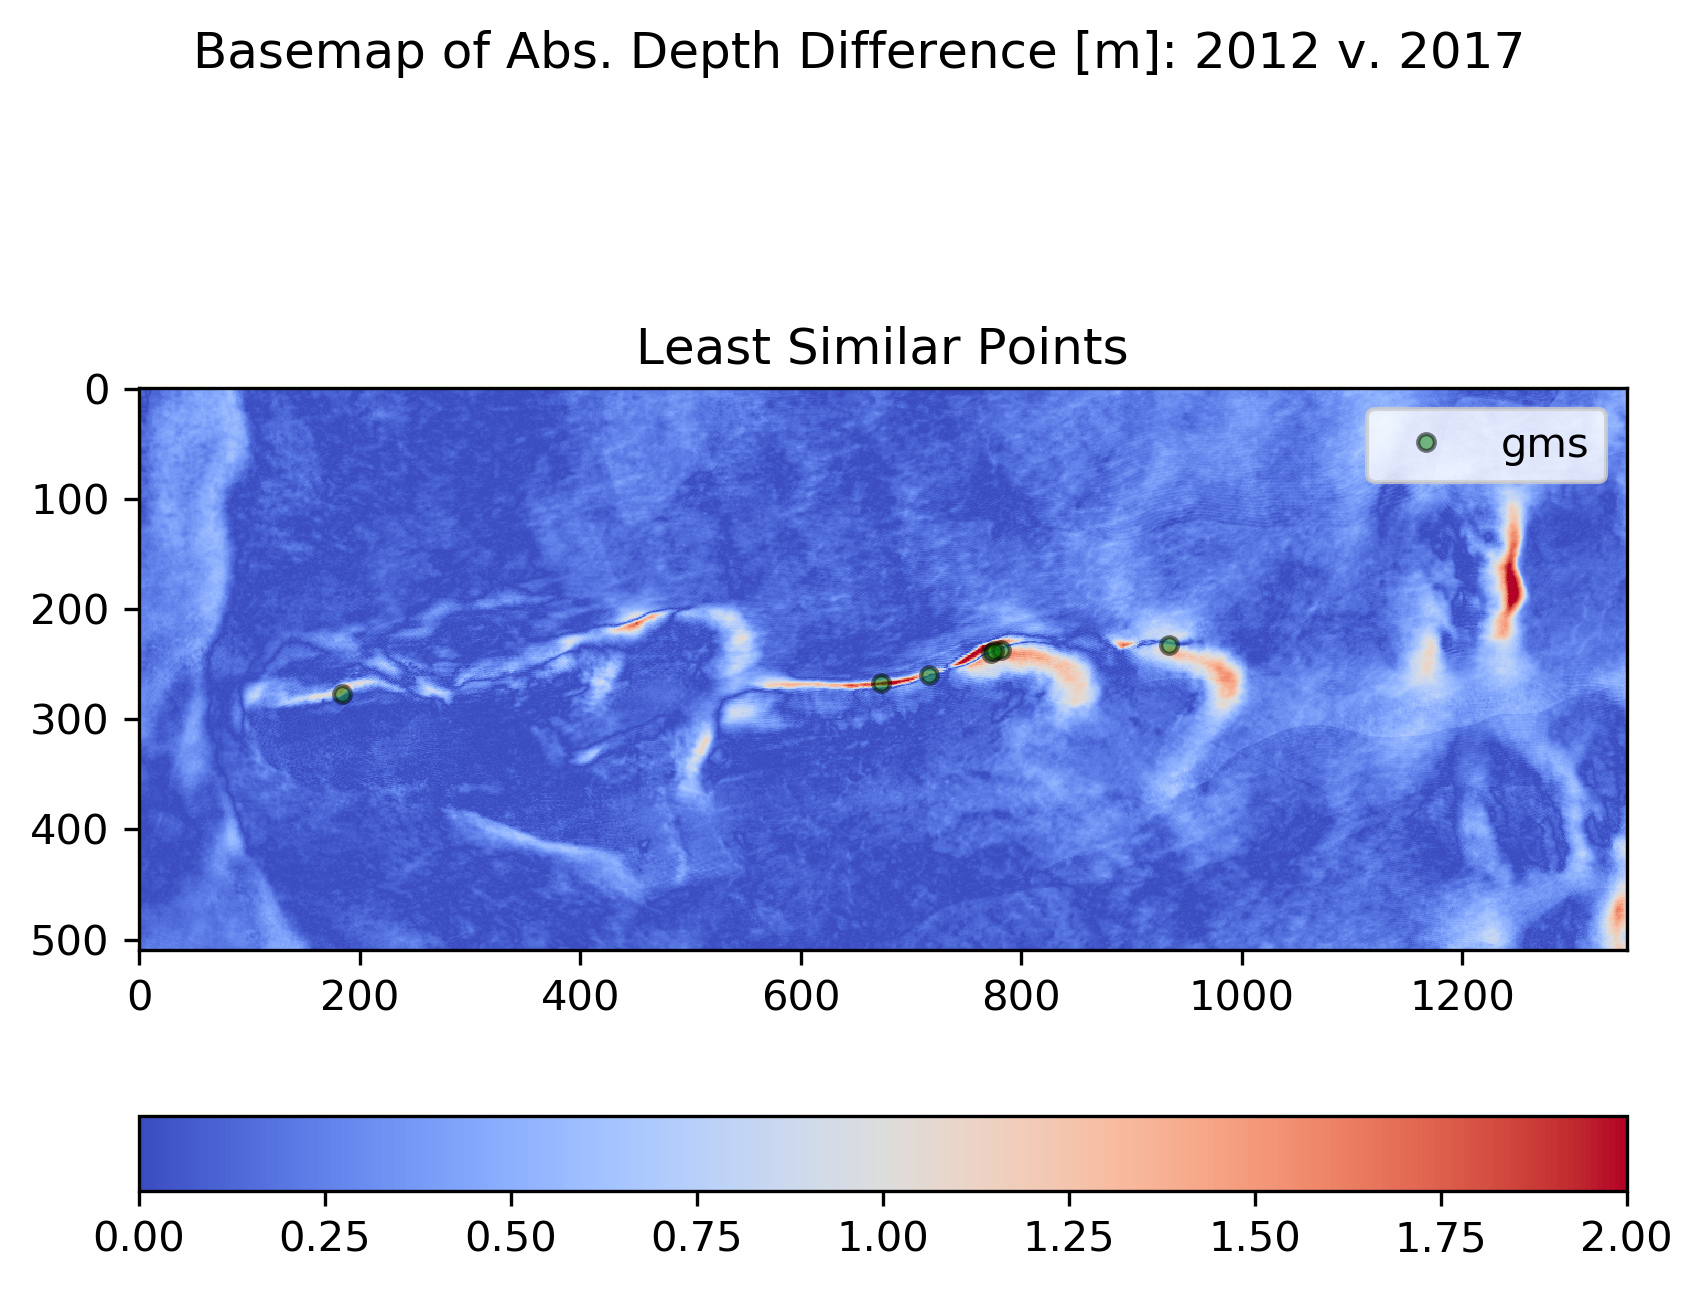 Basemap of Abs. Depth Difference [m]: 2012 v. 2017
Least Similar Points
gms
0
100
200
300
400
500
0 200 400 600 800 1000 1200
0.00 0.25 0.50 0.75 1.00 1.25 1.50 1.75 2.00